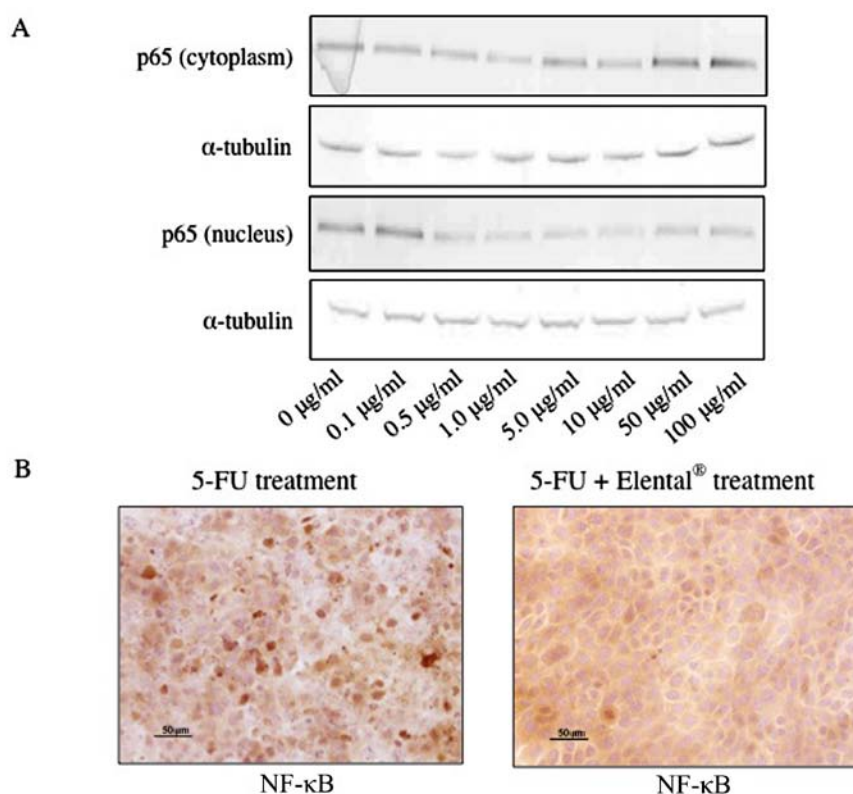 A
p65 (cytoplasm)
α-tubulin
p65 (nucleus)
α-tubulin
0 μg/ml
0.1 μg/ml
0.5 μg/ml
1.0 μg/ml
5.0 μg/ml
10 μg/ml
50 μg/ml
100 μg/ml
B
5-FU treatment
5-FU + Elental® treatment
50μm
50μm
NF-κB
NF-κB